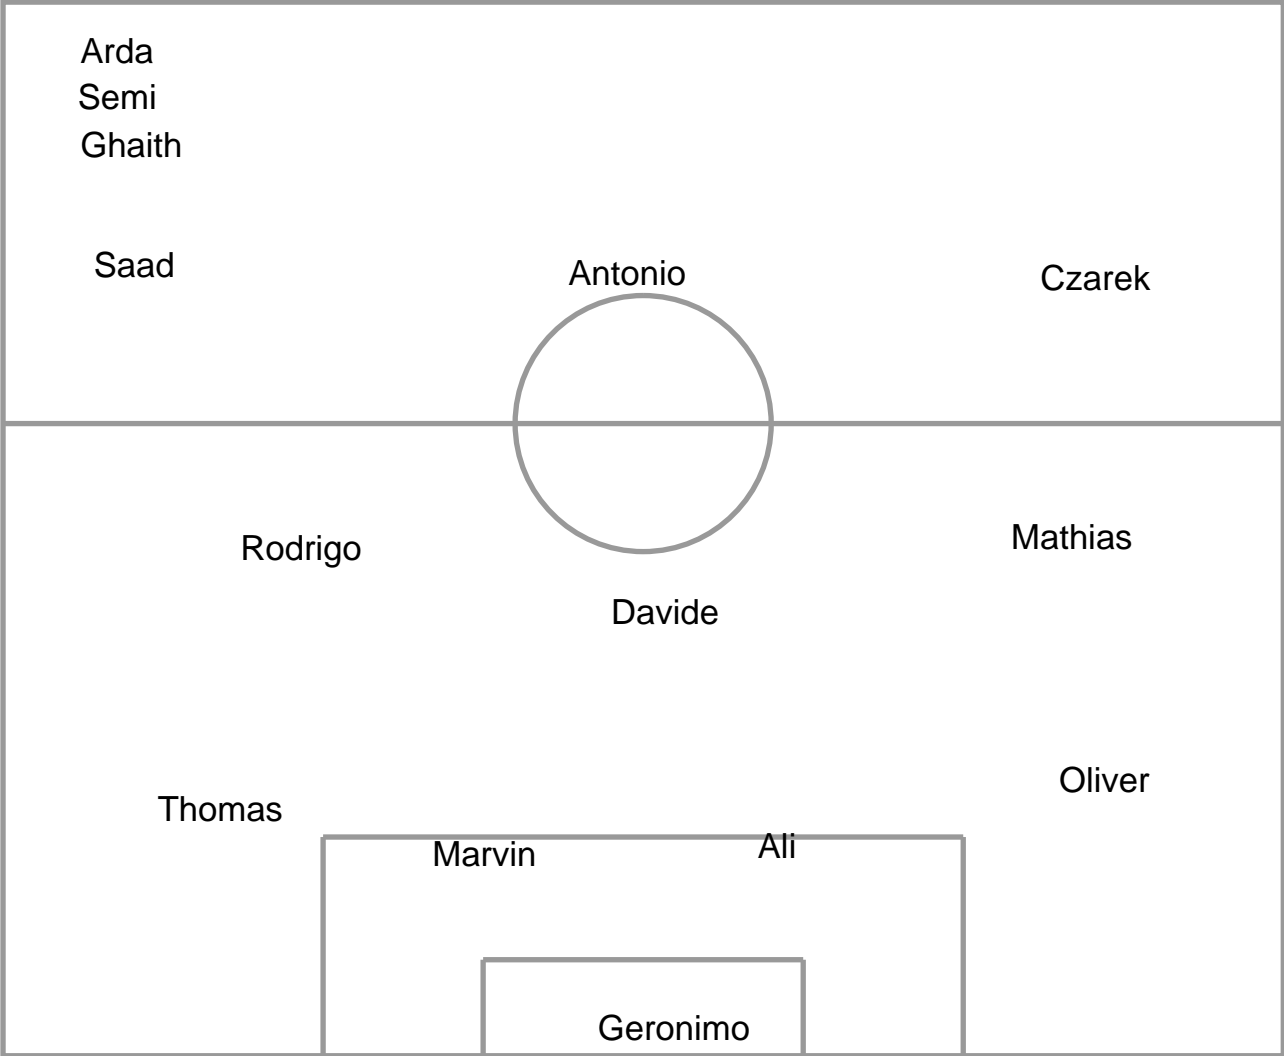 Arda
Semi
Ghaith
Saad
Antonio
Czarek
Rodrigo
Mathias
Davide
Thomas
Oliver
Marvin
Ali
Geronimo